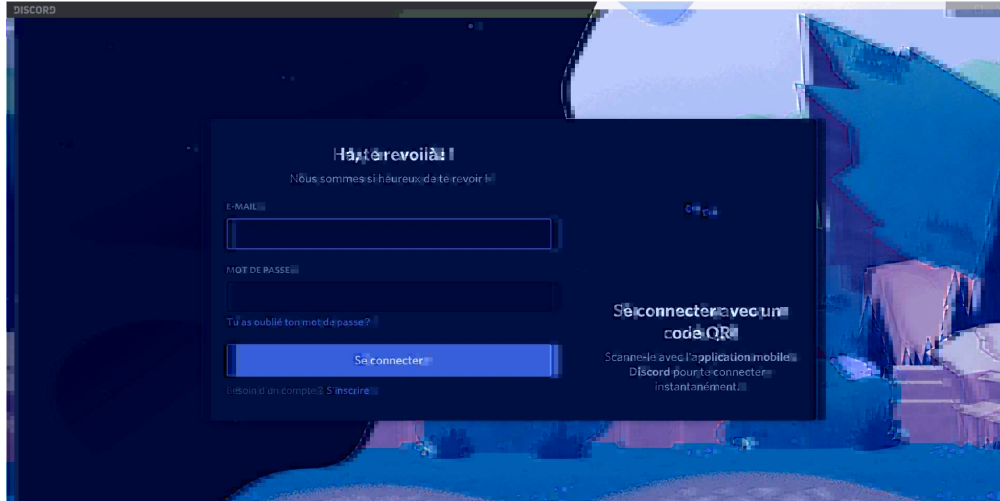 DISCORD
Ha, te revoilà !
Nous sommes si heureux de te revoir !
E-MAIL
MOT DE PASSE
Tu as oublié ton mot de passe ?
Se connecter
Besoin d'un compte ? S'inscrire
Se connecter avec un
code QR
Scanne-le avec l'application mobile
Discord pour te connecter
instantanément.